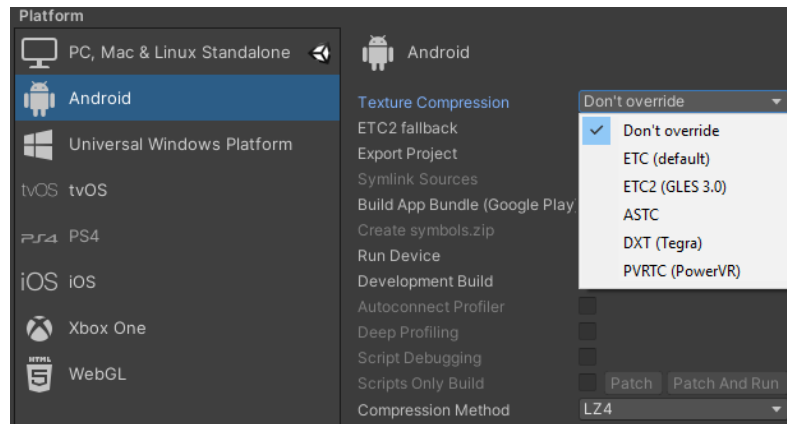 Platform
PC, Mac & Linux Standalone
Android
Universal Windows Platform
tvOS tvOS
PS4 PS4
iOS iOS
Xbox One
HTML 5 WebGL
Android
Texture Compression Don't override
ETC2 fallback
Export Project
Symlink Sources
Build App Bundle (Google Play)
Create symbols.zip
Run Device
Development Build
Autoconnect Profiler
Deep Profiling
Script Debugging
Scripts Only Build Patch Patch And Run
Compression Method LZ4
Don't override
ETC (default)
ETC2 (GLES 3.0)
ASTC
DXT (Tegra)
PVRTC (PowerVR)